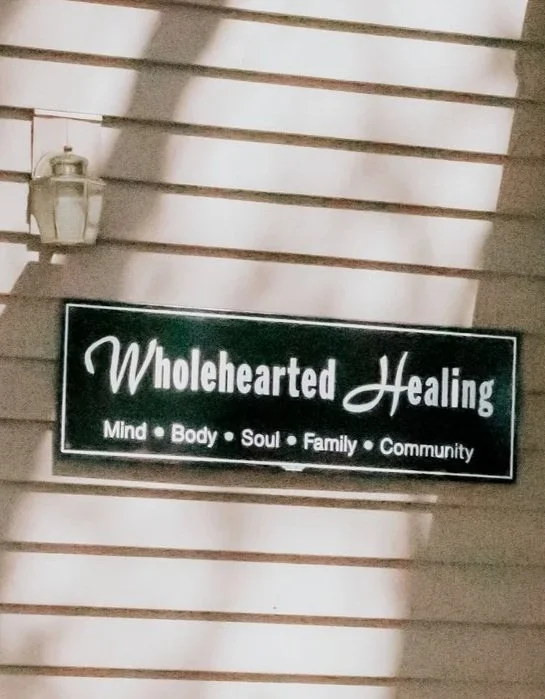 Wholehearted Healing
Mind • Body • Soul • Family • Community